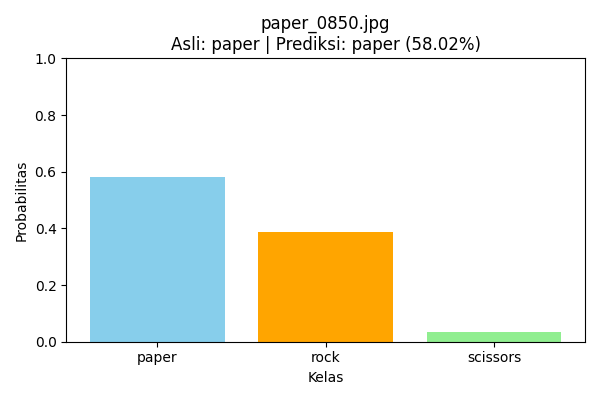 paper_0850.jpg
Asli: paper | Prediksi: paper (58.02%)
1.0
0.8
0.6
0.4
0.2
0.0
Probabilitas
paper rock scissors
Kelas